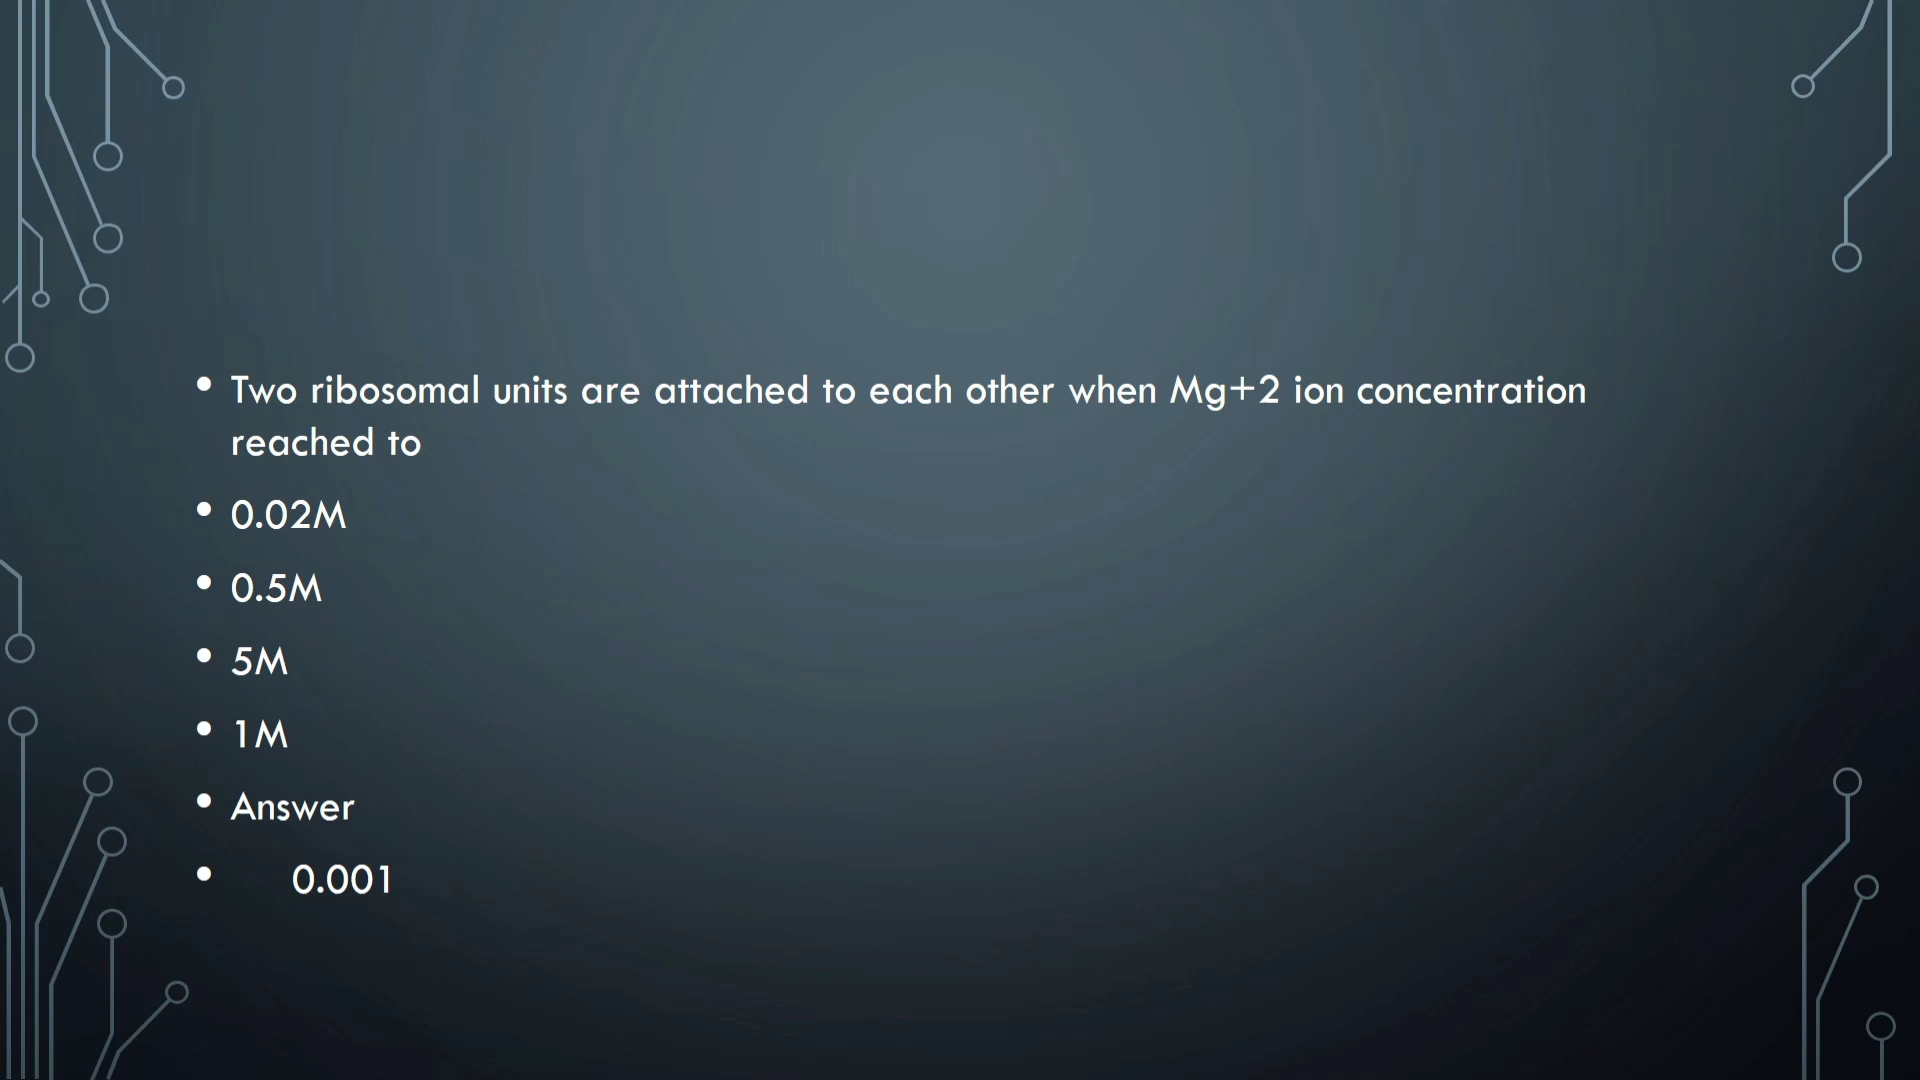 • Two ribosomal units are attached to each other when Mg+2 ion concentration
reached to
• 0.02M
• 0.5M
• 5M
• 1M
• Answer
• 0.001